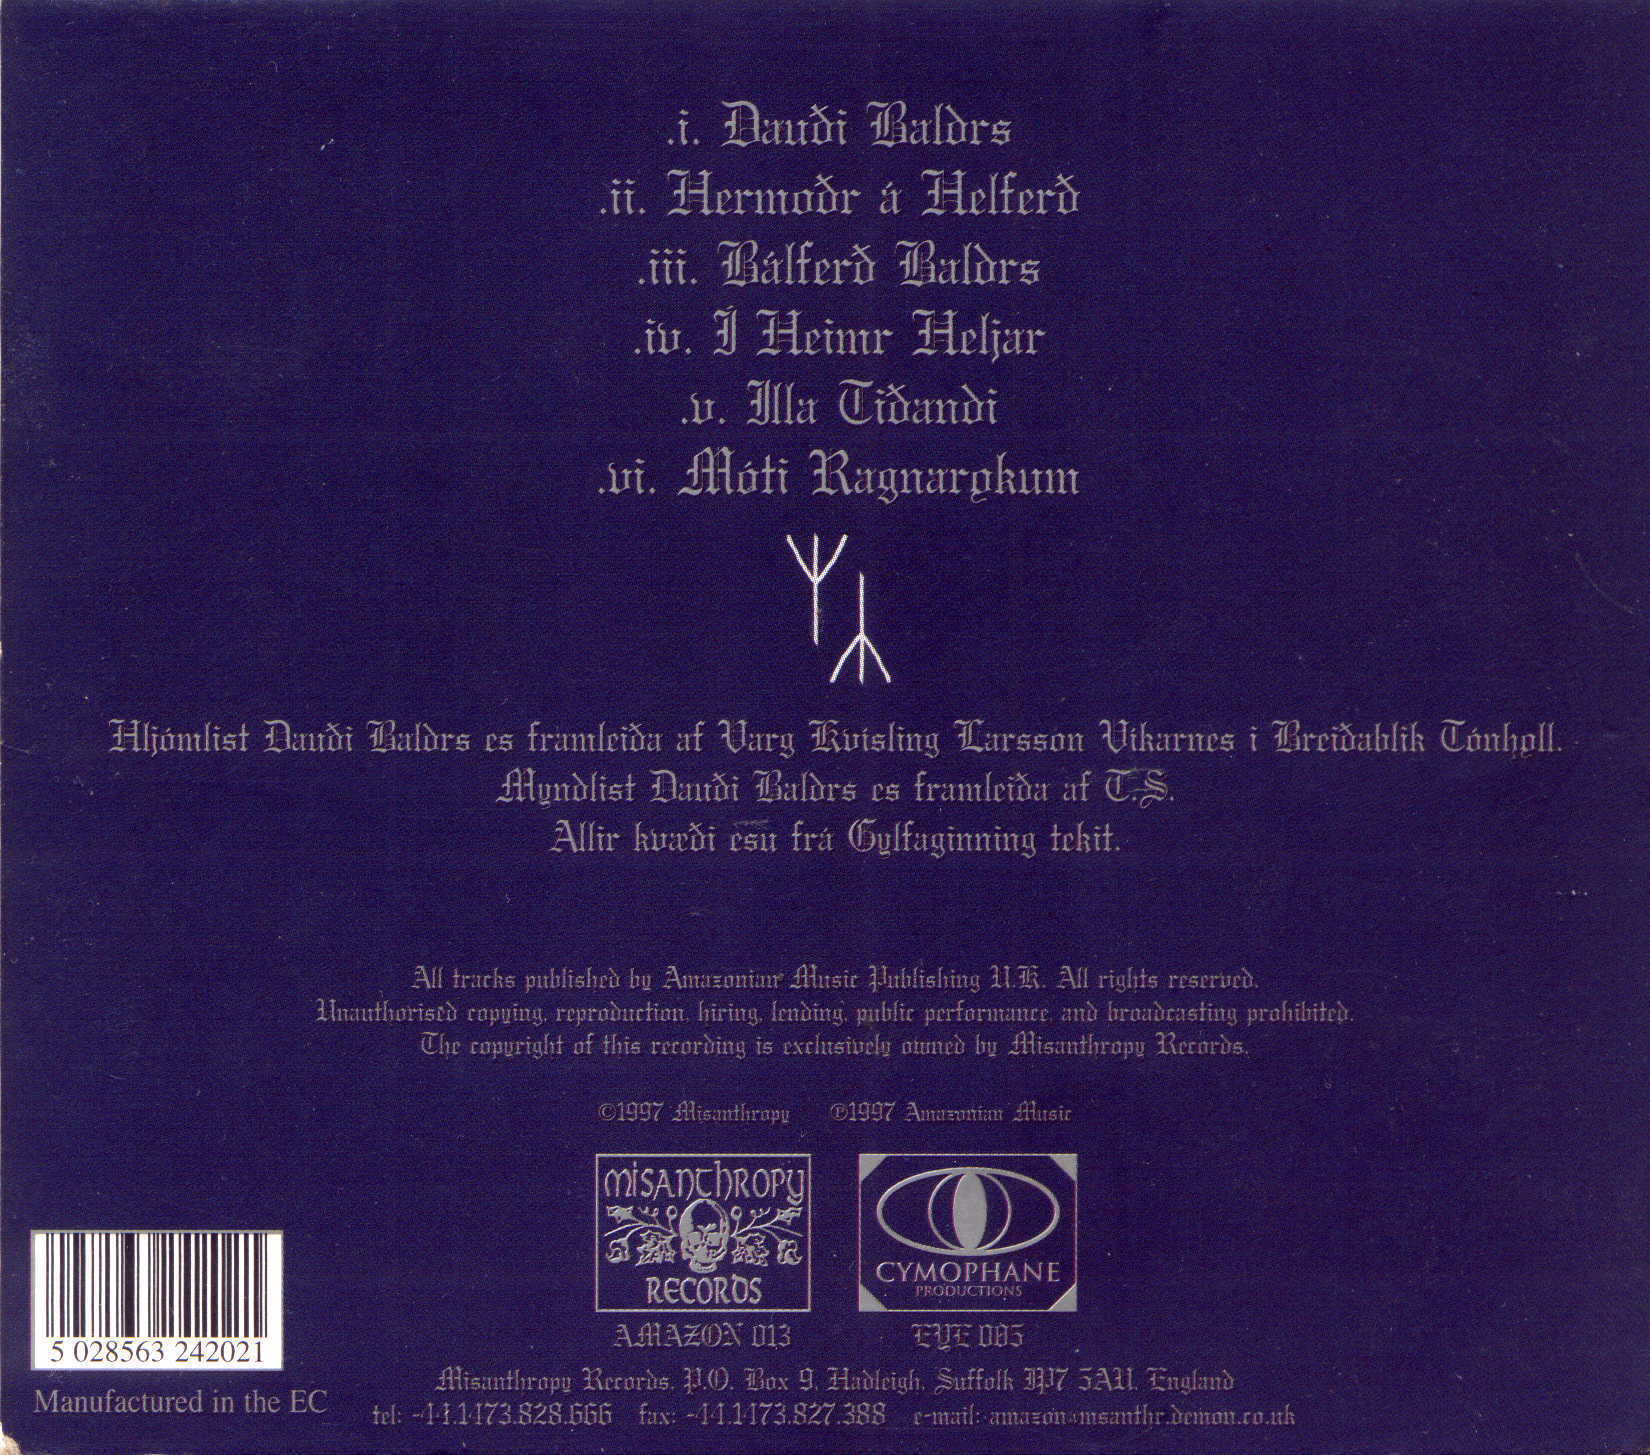 .i. Dauði Baldrs
.ii. Hermoðr á Helferð
.iii. Bálferð Baldrs
.iv. Í Heimr Heljar
.v. Illa Tiðandi
.vi. Móti Ragnarǫkum
ᛉ ᛦ
Hljómlist Dauði Baldrs es framleiða af Varg Kvisling Larsson Vikarnes i Breiðablik Tónhǫll.
Myndlist Dauði Baldrs es framleiða af T.S.
Allir kvæði esu frá Gylfaginning tekit.
All tracks published by Amazonian Music Publishing U.K. All rights reserved.
Unauthorised copying, reproduction, hiring, lending, public performance, and broadcasting prohibited.
The copyright of this recording is exclusively owned by Misanthropy Records.
©1997 Misanthropy ℗1997 Amazonian Music
MISANTHROPY
RECORDS
CYMOPHANE
PRODUCTIONS
AMAZON 013 EYE 005
5 028563 242021
Manufactured in the EC
Misanthropy Records, P.O. Box 9, Hadleigh, Suffolk IP7 5AU, England
tel: +44.1473.828.666 fax: +44.1473.827.388 e-mail: amazon@msanthr.demon.co.uk